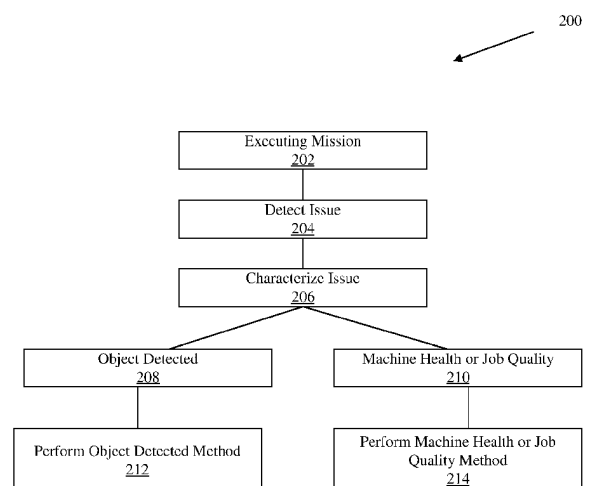 200
Executing Mission
202
Detect Issue
204
Characterize Issue
206
Object Detected
208
Machine Health or Job Quality
210
Perform Object Detected Method
212
Perform Machine Health or Job
Quality Method
214